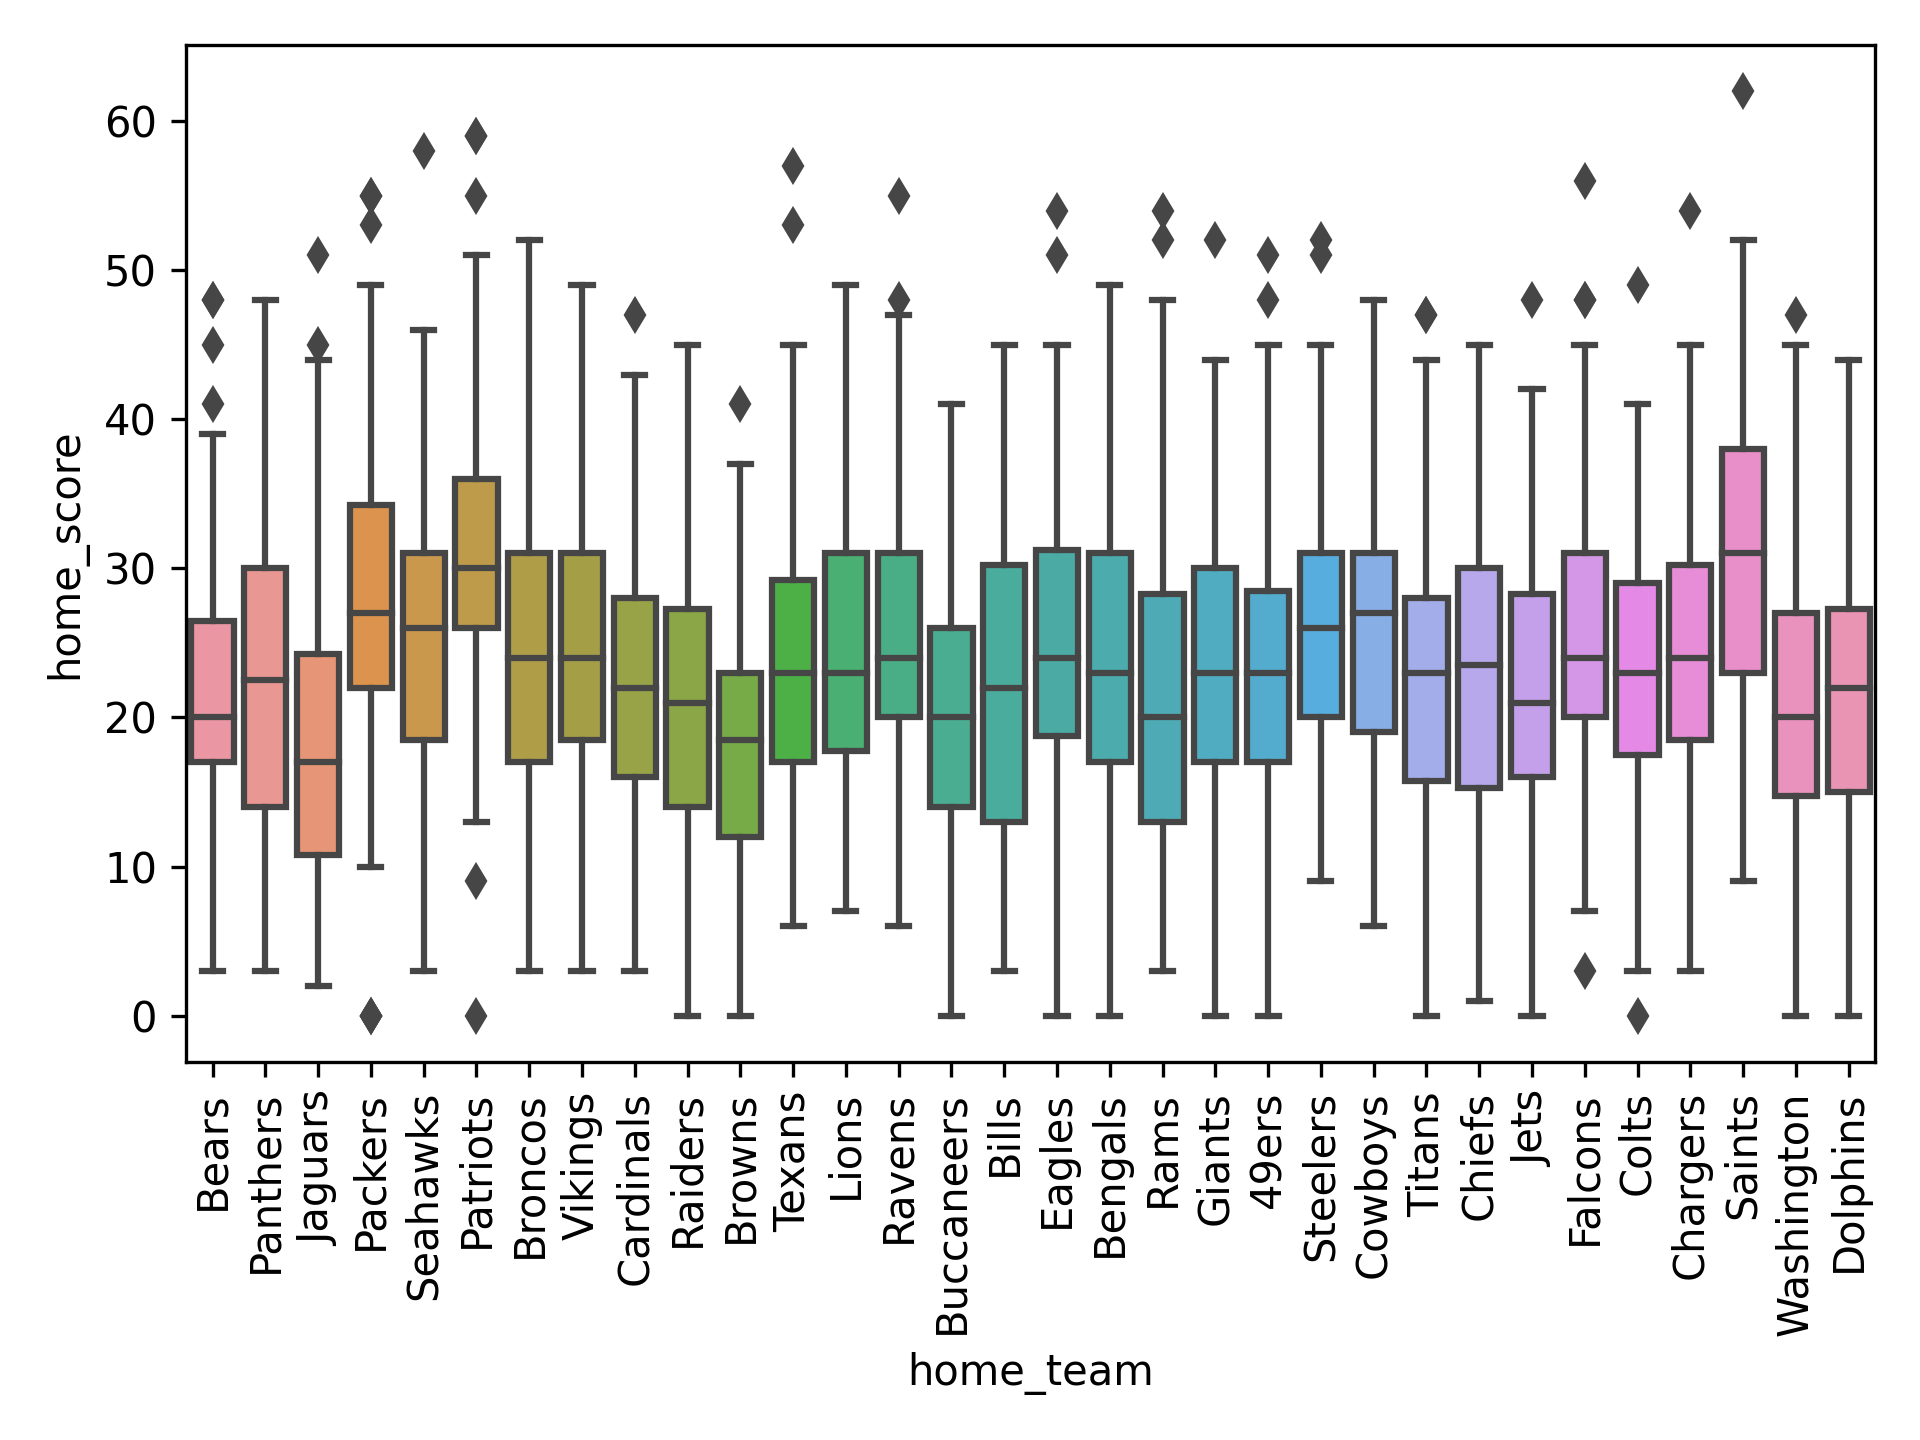 home_score
60
50
40
30
20
10
0
Bears
Panthers
Jaguars
Packers
Seahawks
Patriots
Broncos
Vikings
Cardinals
Raiders
Browns
Texans
Lions
Ravens
Buccaneers
Bills
Eagles
Bengals
Rams
Giants
49ers
Steelers
Cowboys
Titans
Chiefs
Jets
Falcons
Colts
Chargers
Saints
Washington
Dolphins
home_team